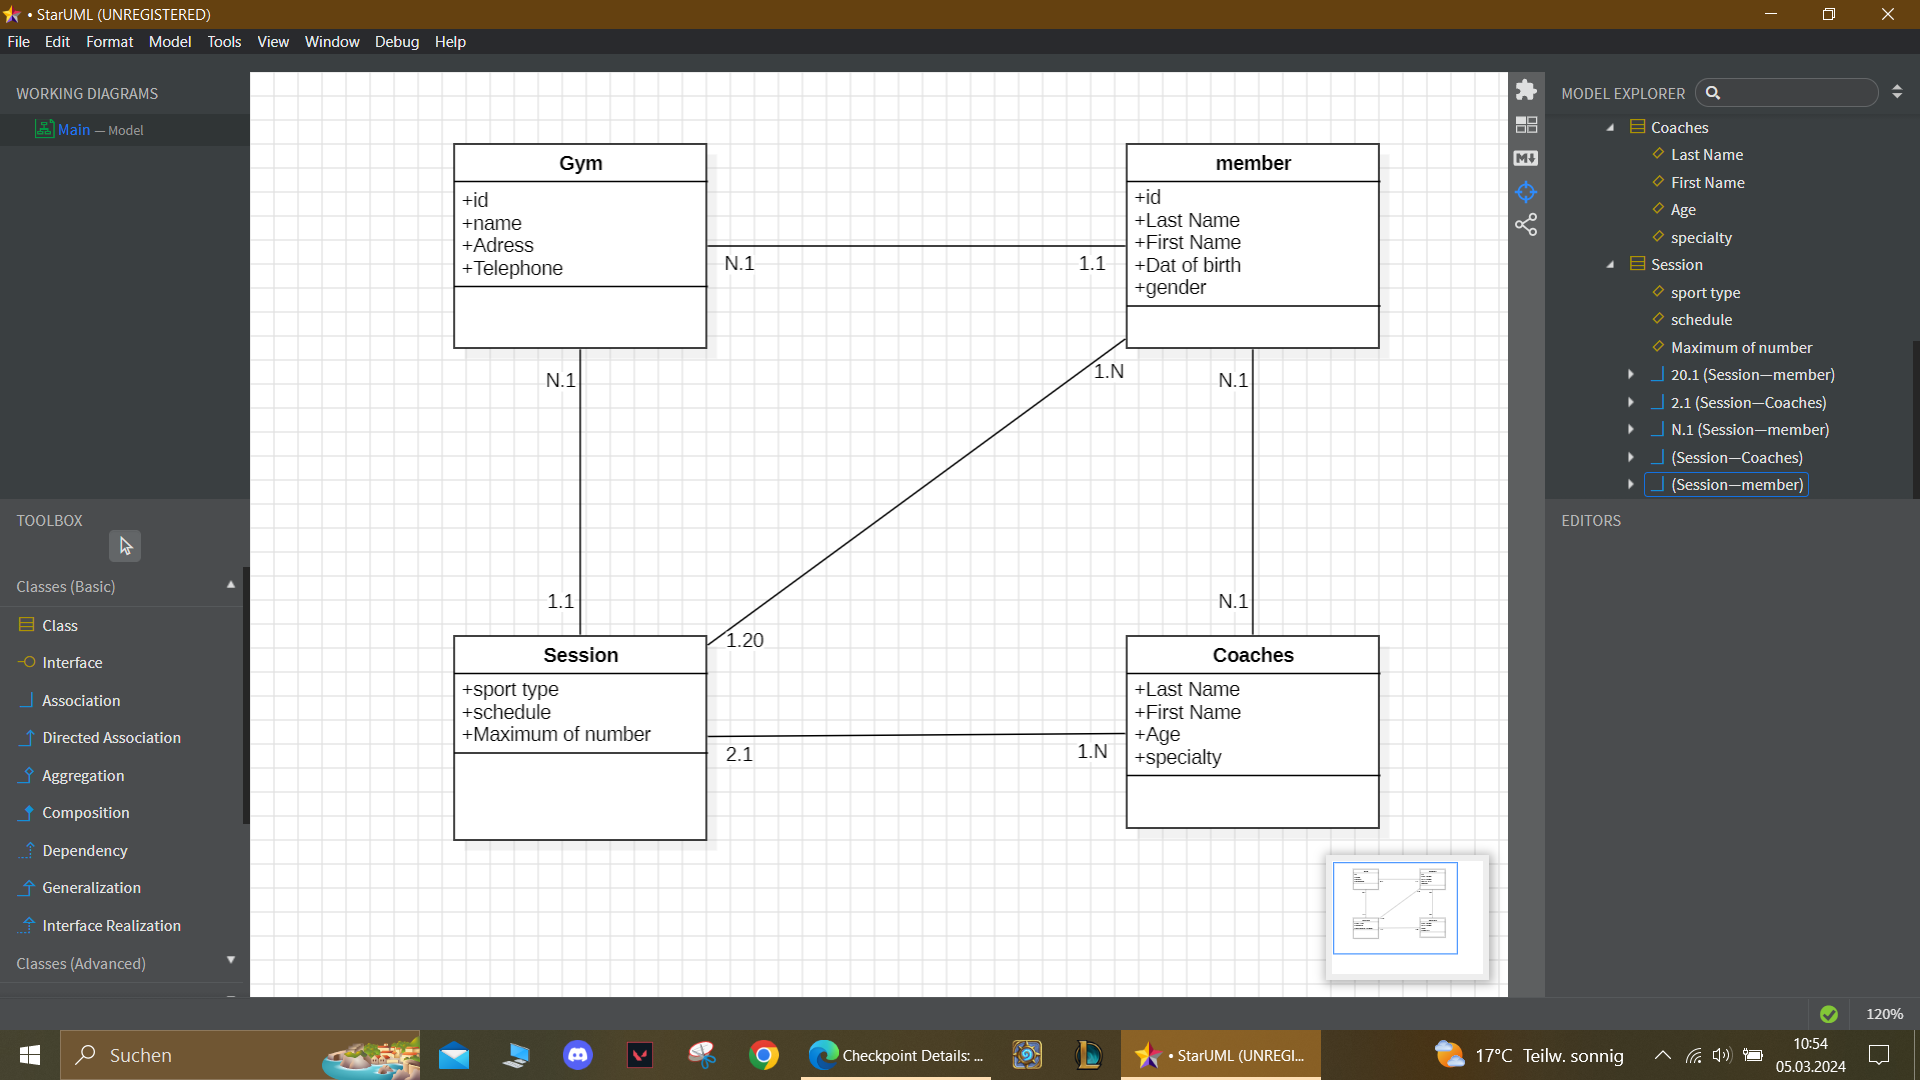 • StarUML (UNREGISTERED)
File Edit Format Model Tools View Window Debug Help
WORKING DIAGRAMS
Main — Model
TOOLBOX
Classes (Basic)
Class
Interface
Association
Directed Association
Aggregation
Composition
Dependency
Generalization
Interface Realization
Classes (Advanced)
Gym
+id
+name
+Adress
+Telephone
member
+id
+Last Name
+First Name
+Dat of birth
+gender
N.1
1.1
N.1
1.N
N.1
1.1
N.1
1.20
Session
+sport type
+schedule
+Maximum of number
Coaches
+Last Name
+First Name
+Age
+specialty
2.1
1.N
MODEL EXPLORER
Coaches
Last Name
First Name
Age
specialty
Session
sport type
schedule
Maximum of number
20.1 (Session—member)
2.1 (Session—Coaches)
N.1 (Session—member)
(Session—Coaches)
(Session—member)
EDITORS
120%
Suchen
Checkpoint Details: ...
• StarUML (UNREGI...
17°C Teilw. sonnig
10:54
05.03.2024